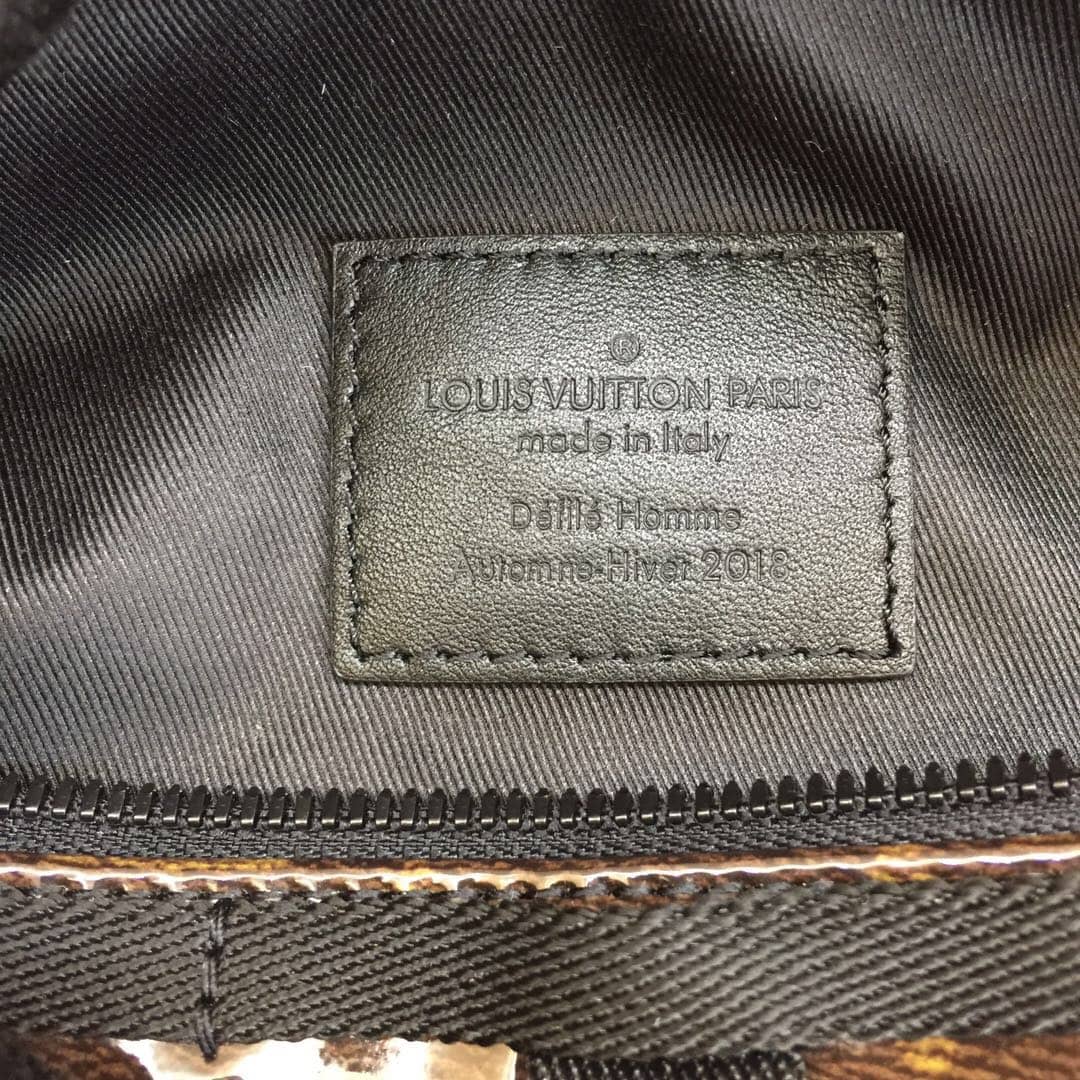 ®
LOUIS VUITTON PARIS
made in Italy
Défilé Homme
Automne-Hiver 2018